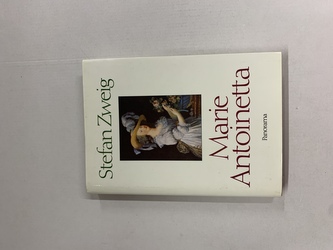 Stefan Zweig
Marie
Antoinetta
Panorama